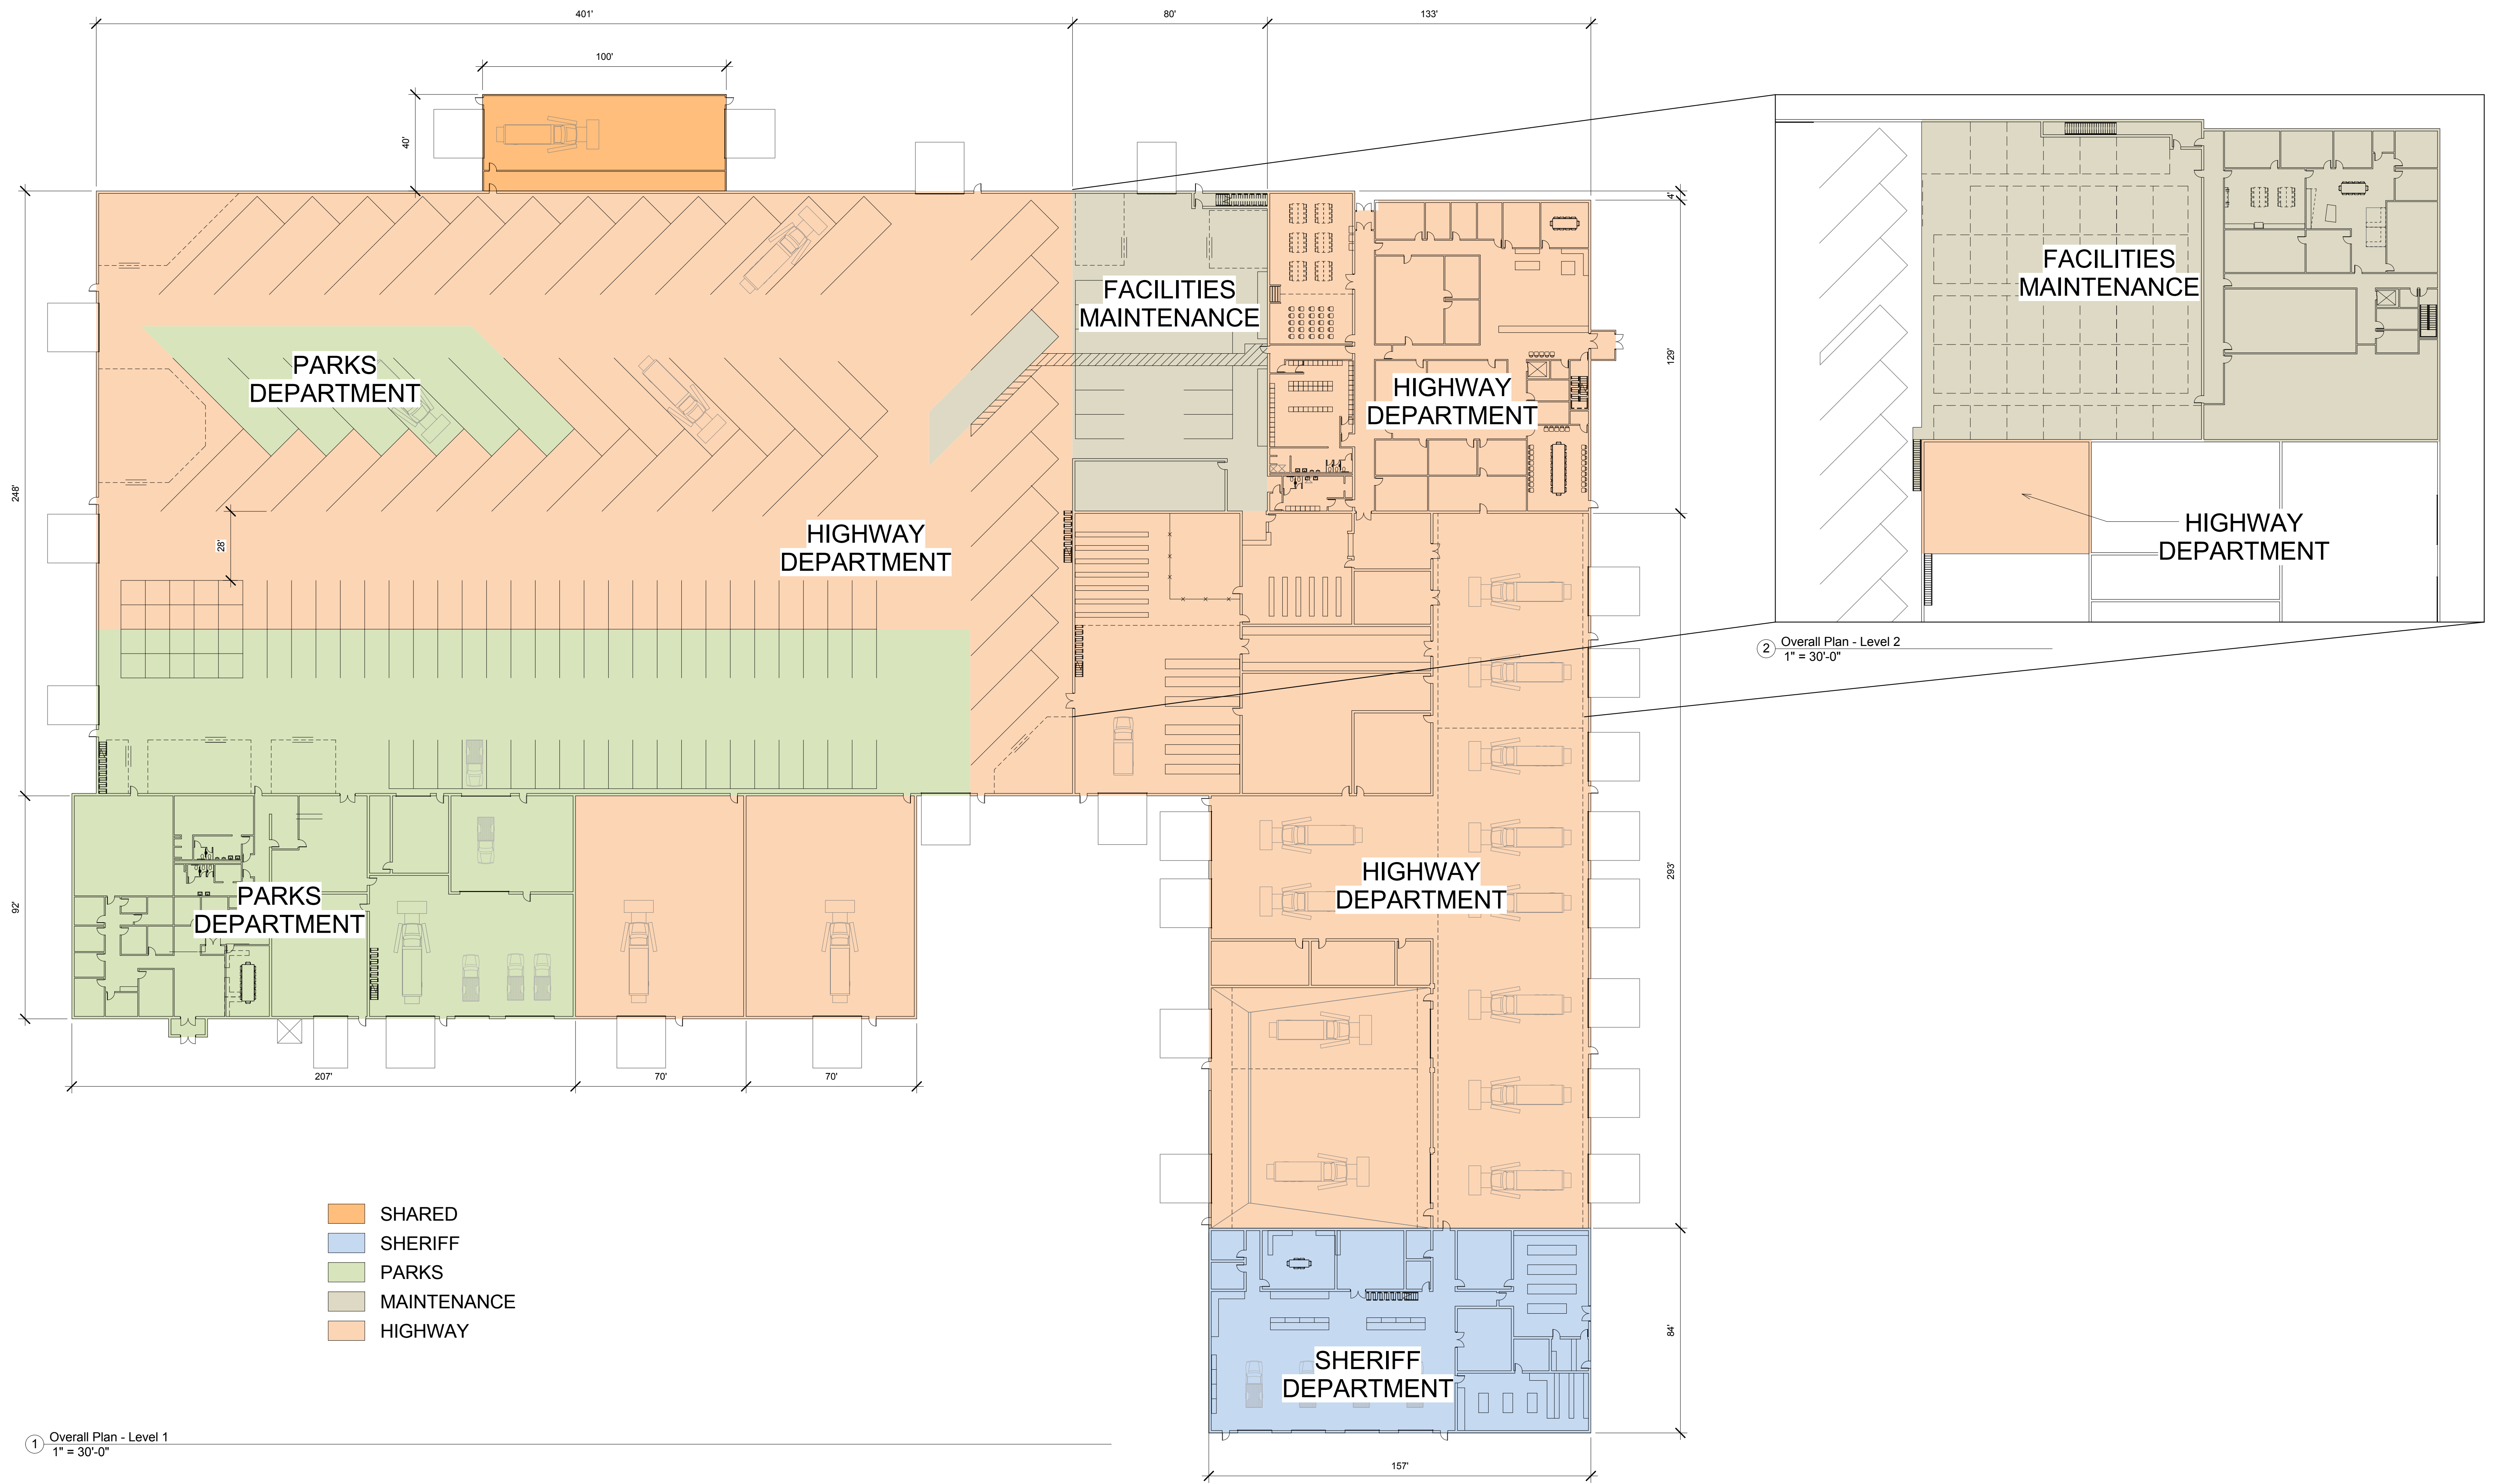 401'
80'
133'
100'
40'
4'
248'
129'
28'
293'
92'
84'
207'
70'
70'
157'
PARKS
DEPARTMENT
FACILITIES
MAINTENANCE
HIGHWAY
DEPARTMENT
HIGHWAY
DEPARTMENT
PARKS
DEPARTMENT
HIGHWAY
DEPARTMENT
SHERIFF
DEPARTMENT
FACILITIES
MAINTENANCE
HIGHWAY
DEPARTMENT
2 Overall Plan - Level 2
1" = 30'-0"
SHARED
SHERIFF
PARKS
MAINTENANCE
HIGHWAY
1 Overall Plan - Level 1
1" = 30'-0"